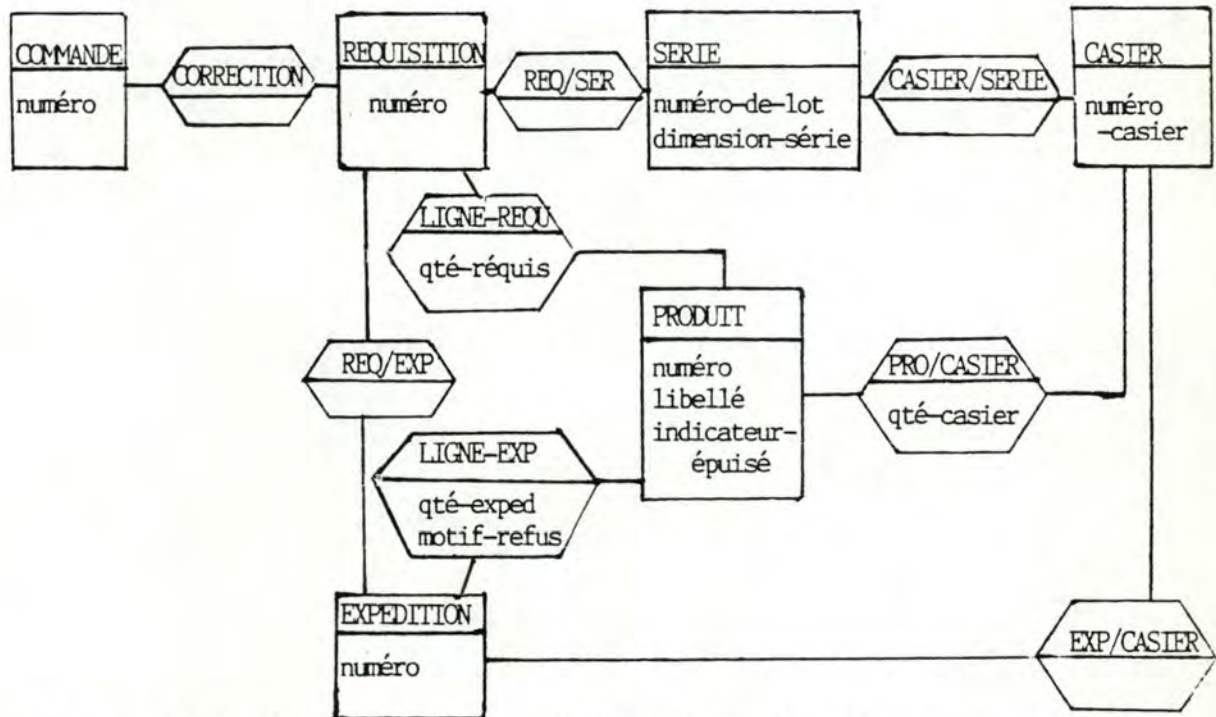 COMMANDE
numéro
CORRECTION
REQUISITION
numéro
REQ/SER
SERIE
numéro-de-lot
dimension-série
CASIER/SERIE
CASIER
numéro
-casier
LIGNE-REQU
qté-réquis
PRODUIT
numéro
libellé
indicateur-
épuisé
REQ/EXP
PRO/CASIER
qté-casier
LIGNE-EXP
qté-exped
motif-refus
EXPEDITION
numéro
EXP/CASIER